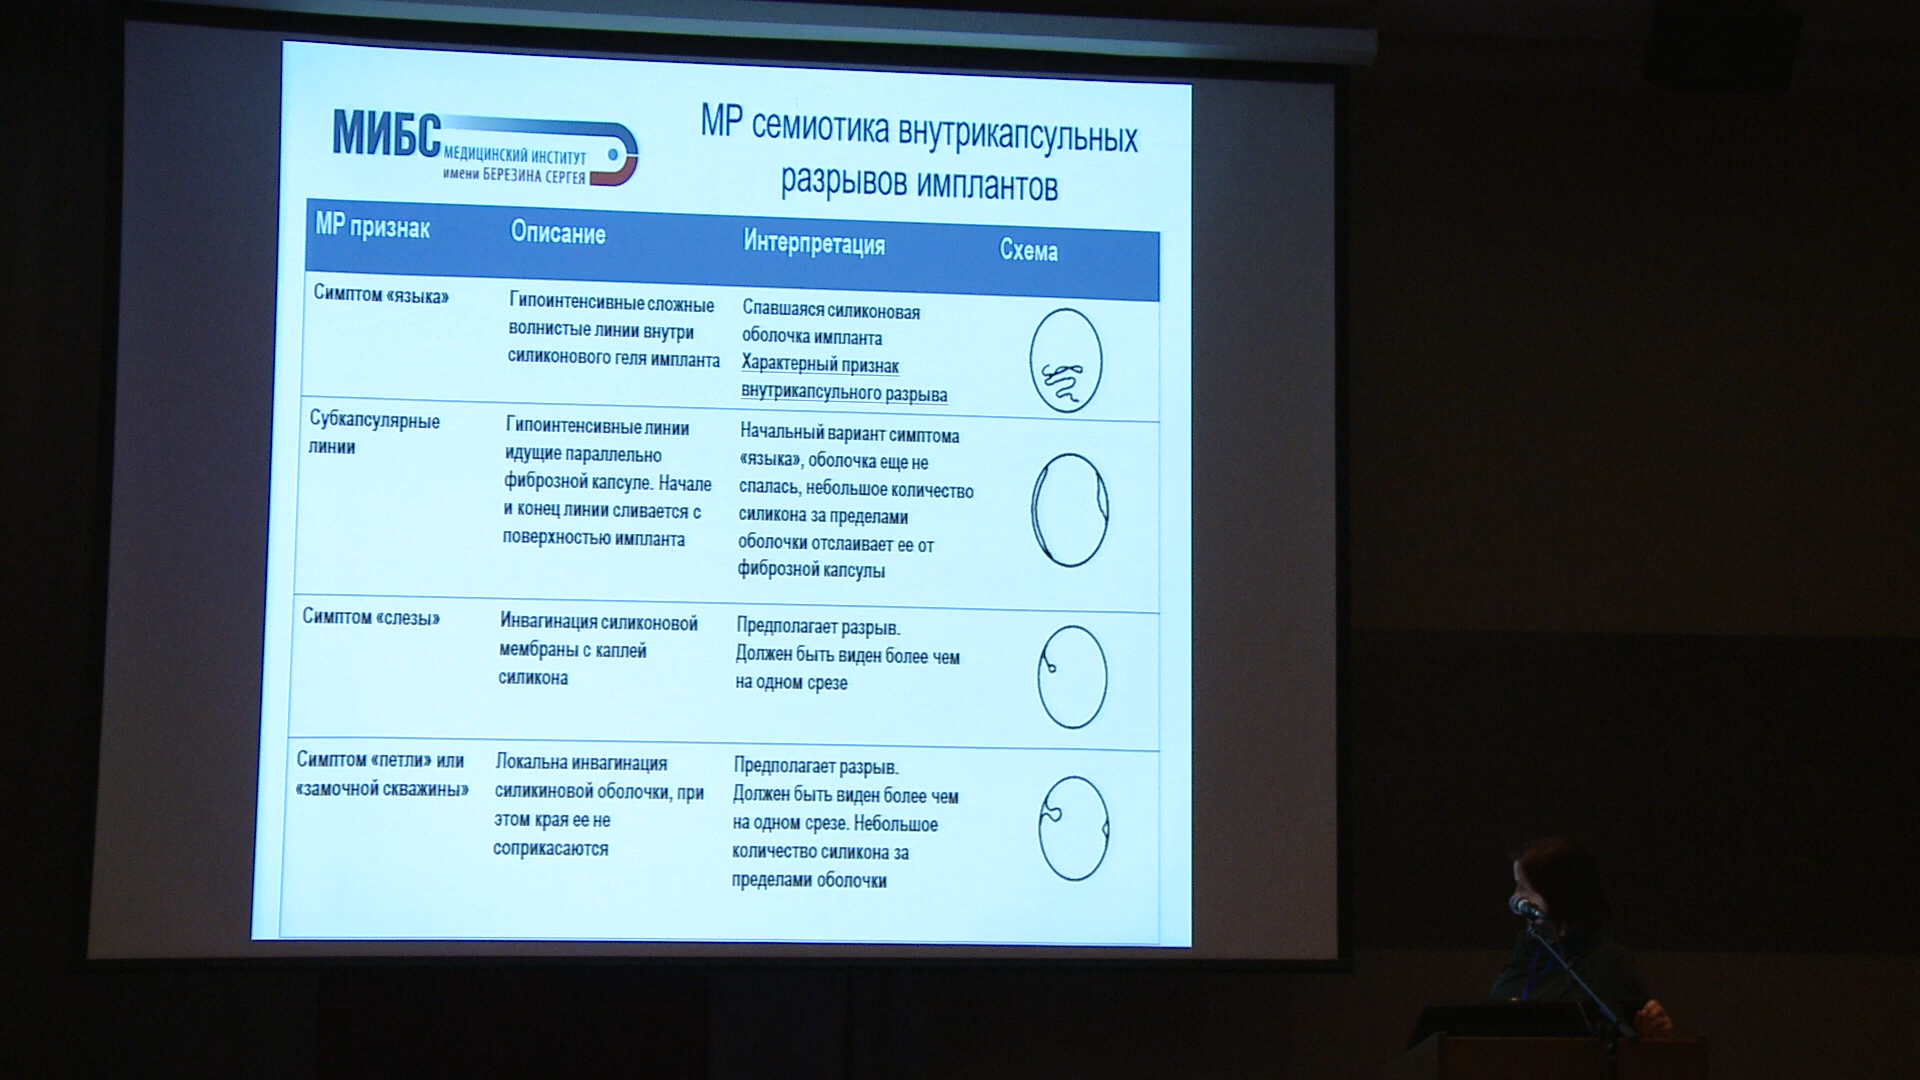 МИБС
МЕДИЦИНСКИЙ ИНСТИТУТ
имени БЕРЕЗИНА СЕРГЕЯ
МР семиотика внутрикапсульных
разрывов имплантов
МР признак
Описание
Интерпретация
Схема
Симптом «языка»
Гипоинтенсивные сложные
волнистые линии внутри
силиконового геля импланта
Спавшаяся силиконовая
оболочка импланта
Характерный признак
внутрикапсульного разрыва
Субкапсулярные
линии
Гипоинтенсивные линии
идущие параллельно
фиброзной капсуле. Начале
и конец линии сливается с
поверхностью импланта
Начальный вариант симптома
«языка», оболочка еще не
спалась, небольшое количество
силикона за пределами
оболочки отслаивает ее от
фиброзной капсулы
Симптом «слезы»
Инвагинация силиконовой
мембраны с каплей
силикона
Предполагает разрыв.
Должен быть виден более чем
на одном срезе
Симптом «петли» или
«замочной скважины»
Локальна инвагинация
силикиновой оболочки, при
этом края ее не
соприкасаются
Предполагает разрыв.
Должен быть виден более чем
на одном срезе. Небольшое
количество силикона за
пределами оболочки